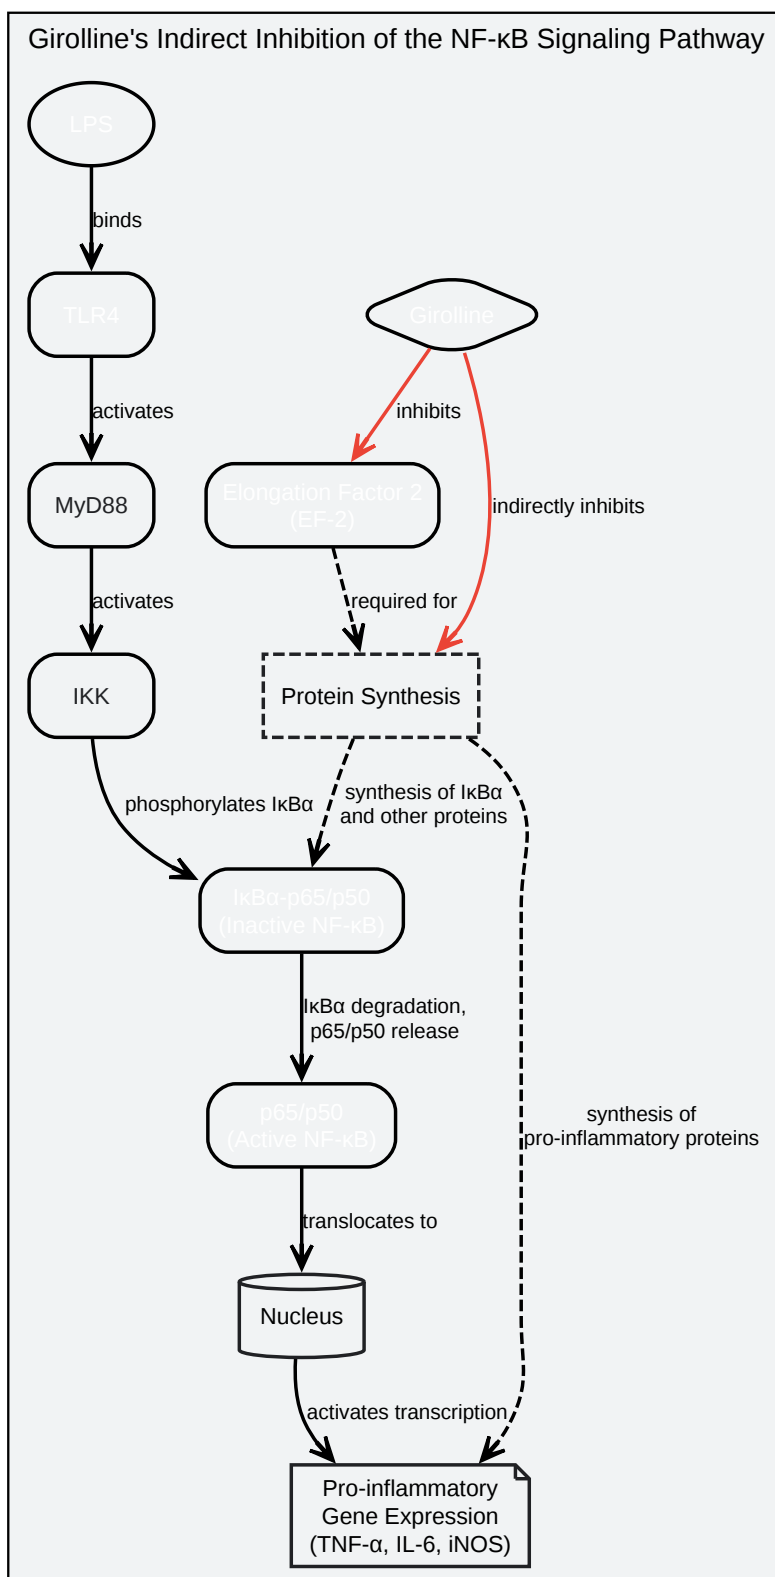 Girolline's Indirect Inhibition of the NF-κB Signaling Pathway
LPS
binds
TLR4
Girolline
activates
inhibits
MyD88
Elongation Factor 2
(EF-2)
indirectly inhibits
activates
required for
IKK
Protein Synthesis
phosphorylates IκBα
synthesis of IκBα
and other proteins
IκBα-p65/p50
(Inactive NF-κB)
IκBα degradation,
p65/p50 release
p65/p50
(Active NF-κB)
synthesis of
pro-inflammatory proteins
translocates to
Nucleus
activates transcription
Pro-inflammatory
Gene Expression
(TNF-α, IL-6, iNOS)